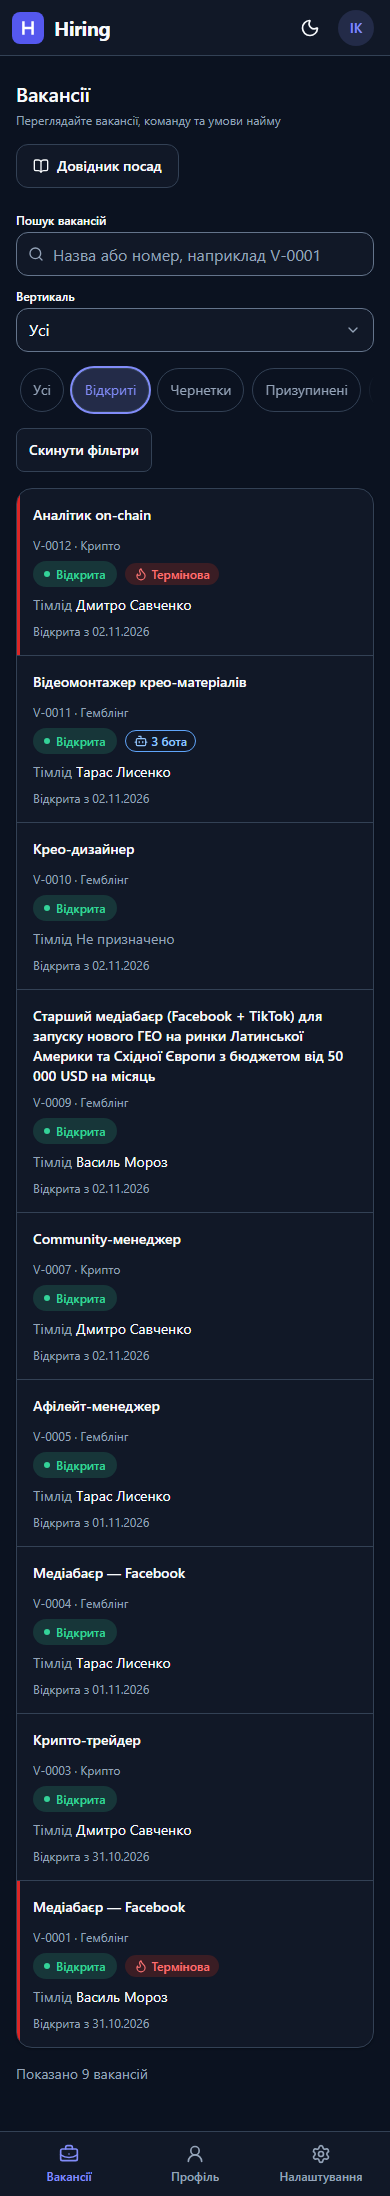 H Hiring
ІК
Вакансії
Переглядайте вакансії, команду та умови найму
Довідник посад
Пошук вакансій
Назва або номер, наприклад V-0001
Вертикаль
Усі
Усі Відкриті Чернетки Призупинені
Скинути фільтри
Аналітик on-chain
V-0012 · Крипто
Відкрита Термінова
Тімлід Дмитро Савченко
Відкрита з 02.11.2026
Відеомонтажер крео-матеріалів
V-0011 · Гемблінг
Відкрита З бота
Тімлід Тарас Лисенко
Відкрита з 02.11.2026
Крео-дизайнер
V-0010 · Гемблінг
Відкрита
Тімлід Не призначено
Відкрита з 02.11.2026
Старший медіабаєр (Facebook + TikTok) для
запуску нового ГЕО на ринки Латинської
Америки та Східної Європи з бюджетом від 50
000 USD на місяць
V-0009 · Гемблінг
Відкрита
Тімлід Василь Мороз
Відкрита з 02.11.2026
Community-менеджер
V-0007 · Крипто
Відкрита
Тімлід Дмитро Савченко
Відкрита з 02.11.2026
Афілейт-менеджер
V-0005 · Гемблінг
Відкрита
Тімлід Тарас Лисенко
Відкрита з 01.11.2026
Медіабаєр — Facebook
V-0004 · Гемблінг
Відкрита
Тімлід Тарас Лисенко
Відкрита з 01.11.2026
Крипто-трейдер
V-0003 · Крипто
Відкрита
Тімлід Дмитро Савченко
Відкрита з 31.10.2026
Медіабаєр — Facebook
V-0001 · Гемблінг
Відкрита Термінова
Тімлід Василь Мороз
Відкрита з 31.10.2026
Показано 9 вакансій
Вакансії Профіль Налаштування